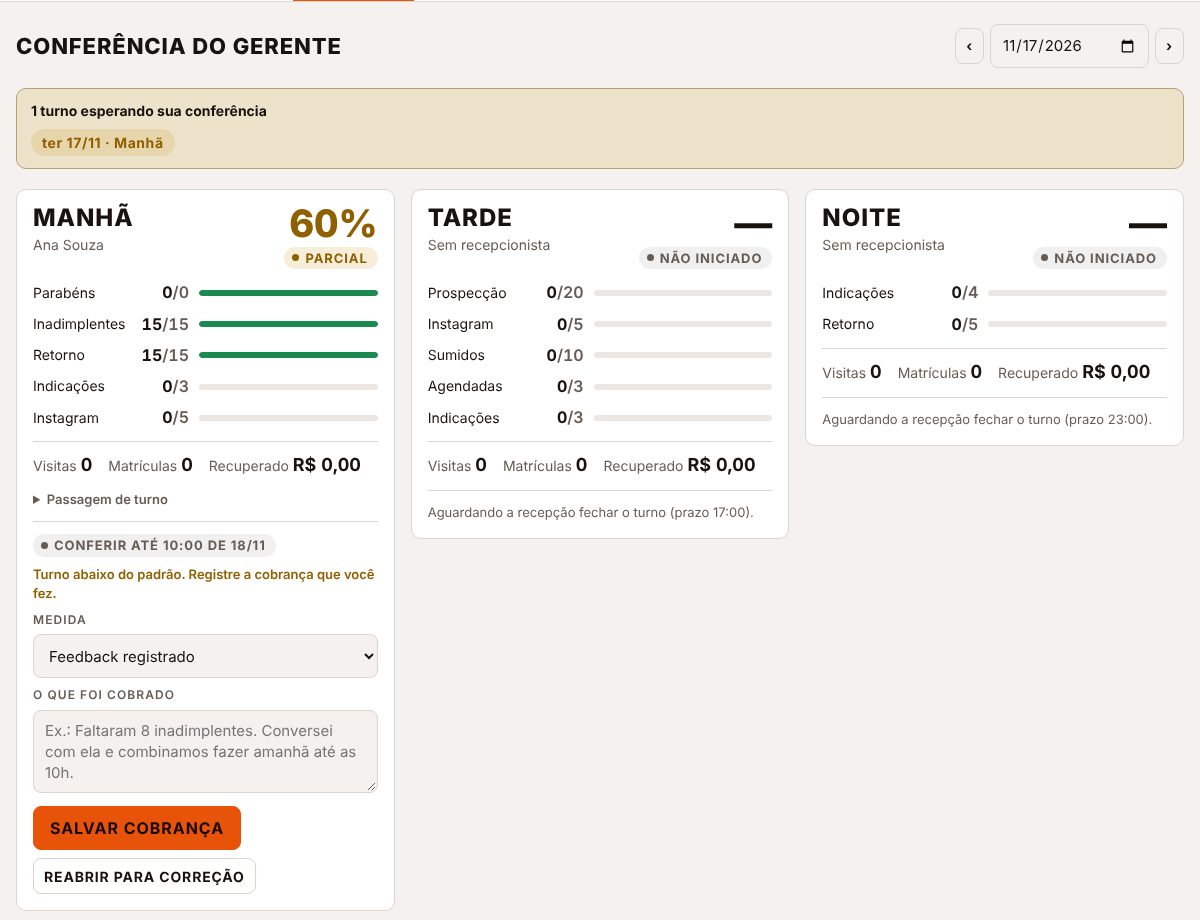 CONFERÊNCIA DO GERENTE
‹ 11/17/2026 ›
1 turno esperando sua conferência
ter 17/11 · Manhã
MANHÃ
60%
Ana Souza
PARCIAL
Parabéns 0/0
Inadimplentes 15/15
Retorno 15/15
Indicações 0/3
Instagram 0/5
Visitas 0 Matrículas 0 Recuperado R$ 0,00
Passagem de turno
CONFERIR ATÉ 10:00 DE 18/11
Turno abaixo do padrão. Registre a cobrança que você
fez.
MEDIDA
Feedback registrado
O QUE FOI COBRADO
Ex.: Faltaram 8 inadimplentes. Conversei
com ela e combinamos fazer amanhã até as
10h.
SALVAR COBRANÇA
REABRIR PARA CORREÇÃO
TARDE
—
Sem recepcionista
NÃO INICIADO
Prospecção 0/20
Instagram 0/5
Sumidos 0/10
Agendadas 0/3
Indicações 0/3
Visitas 0 Matrículas 0 Recuperado R$ 0,00
Aguardando a recepção fechar o turno (prazo 17:00).
NOITE
—
Sem recepcionista
NÃO INICIADO
Indicações 0/4
Retorno 0/5
Visitas 0 Matrículas 0 Recuperado R$ 0,00
Aguardando a recepção fechar o turno (prazo 23:00).